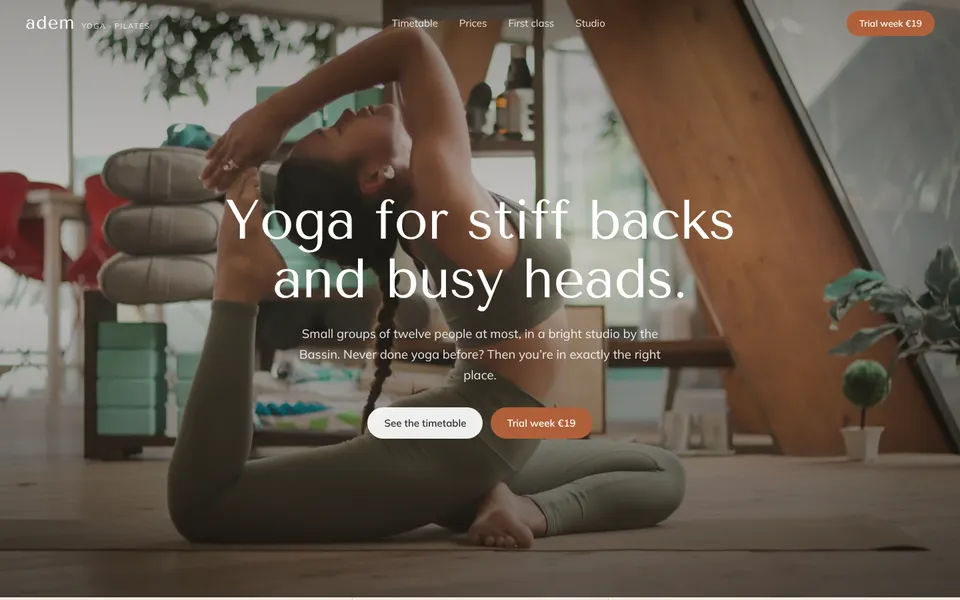 adem YOGA · PILATES
Timetable Prices First class Studio
Trial week €19
Yoga for stiff backs
and busy heads.
Small groups of twelve people at most, in a bright studio by the
Bassin. Never done yoga before? Then you're in exactly the right
place.
See the timetable Trial week €19